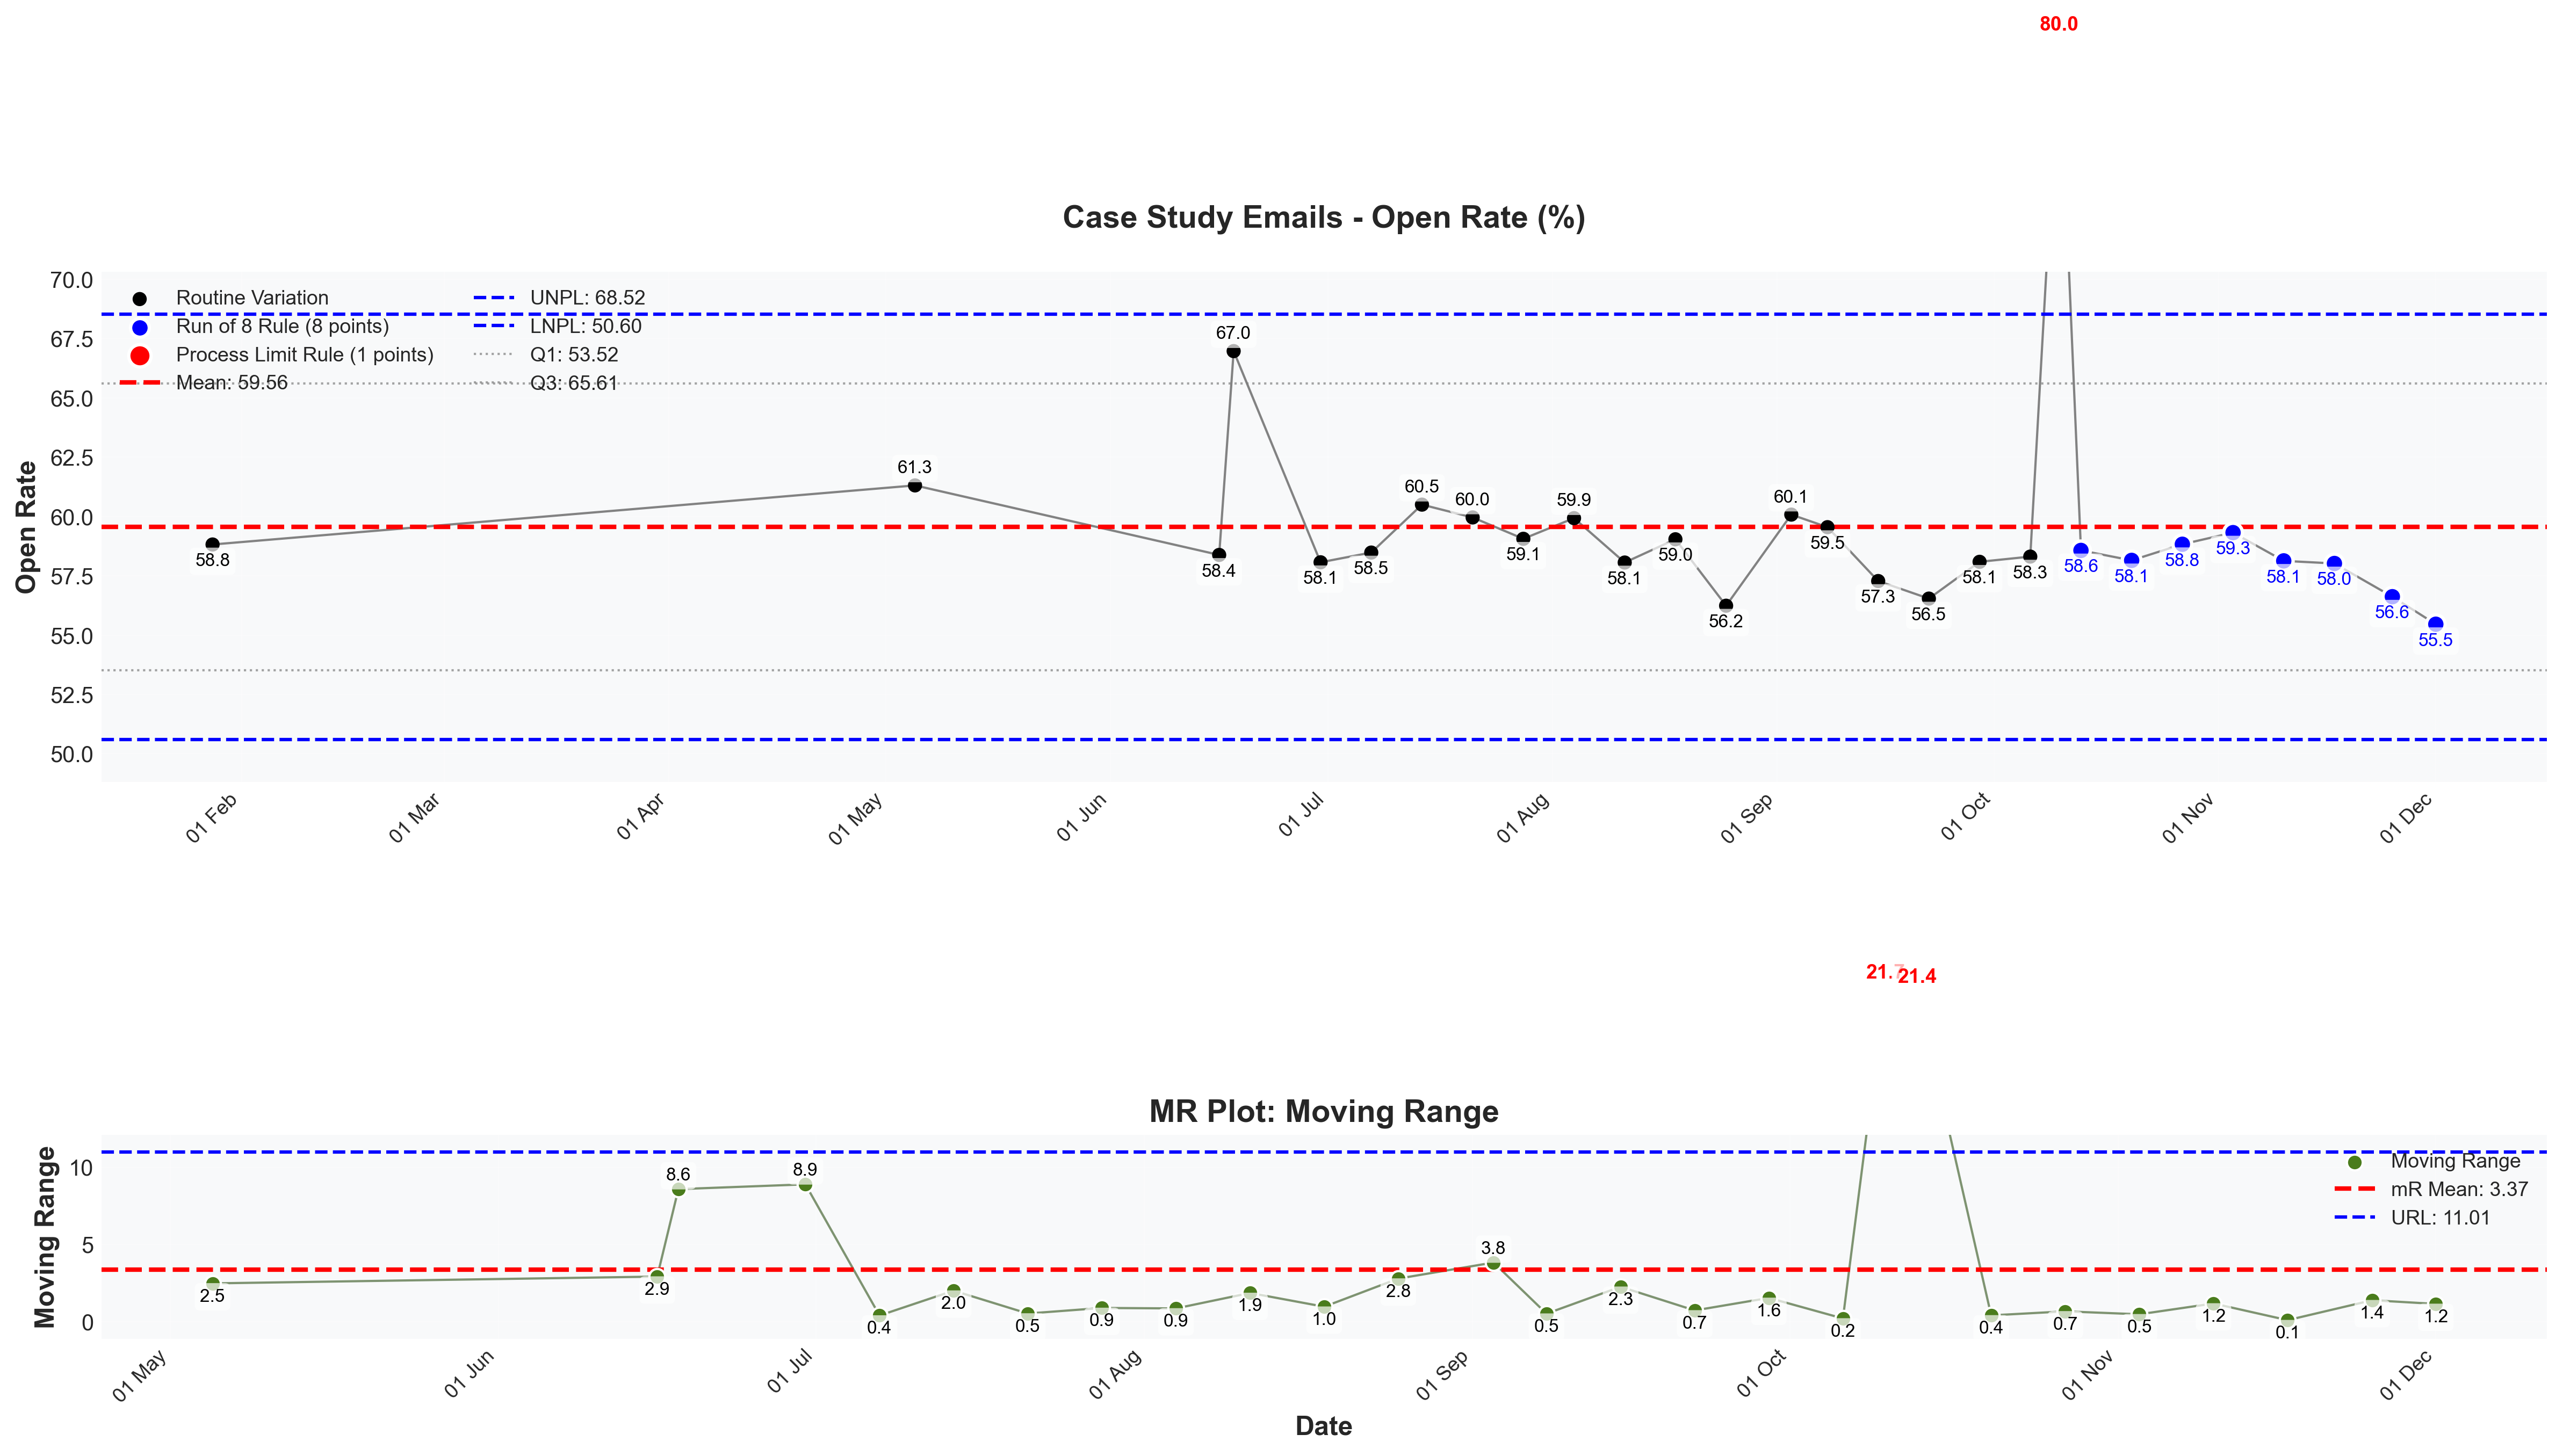 80.0
Case Study Emails - Open Rate (%)
Open Rate
70.0
67.5
65.0
62.5
60.0
57.5
55.0
52.5
50.0
Routine Variation
Run of 8 Rule (8 points)
Process Limit Rule (1 points)
Mean: 59.56
UNPL: 68.52
LNPL: 50.60
Q1: 53.52
Q3: 65.61
58.8
61.3
58.4
67.0
58.1
58.5
60.5
60.0
59.1
59.9
58.1
59.0
56.2
60.1
59.5
57.3
56.5
58.1
58.3
58.6
58.1
58.8
59.3
58.1
58.0
56.6
55.5
01 Feb
01 Mar
01 Apr
01 May
01 Jun
01 Jul
01 Aug
01 Sep
01 Oct
01 Nov
01 Dec
21.7
21.4
MR Plot: Moving Range
Moving Range
10
5
0
Moving Range
mR Mean: 3.37
URL: 11.01
2.5
2.9
8.6
8.9
0.4
2.0
0.5
0.9
0.9
1.9
1.0
2.8
3.8
0.5
2.3
0.7
1.6
0.2
0.4
0.7
0.5
1.2
0.1
1.4
1.2
01 May
01 Jun
01 Jul
01 Aug
01 Sep
01 Oct
01 Nov
01 Dec
Date